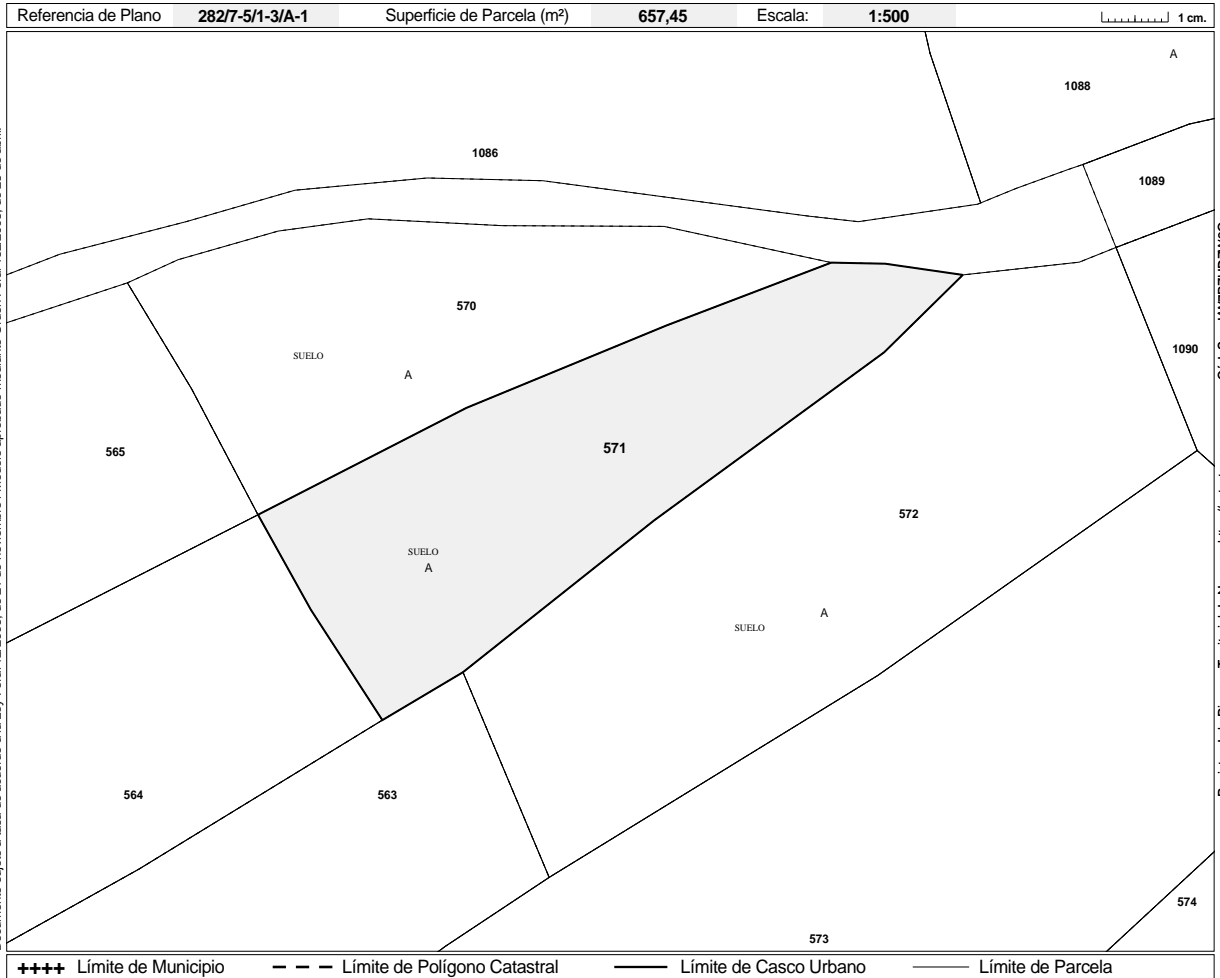 Referencia de Plano 282/7-5/1-3/A-1 Superficie de Parcela (m²) 657,45 Escala: 1:500 1 cm.
A
1088
1086
1089
570
1090
SUELO
A
565
571
572
SUELO
A
A
SUELO
564
563
574
573
++++ Límite de Municipio Límite de Polígono Catastral Límite de Casco Urbano Límite de Parcela